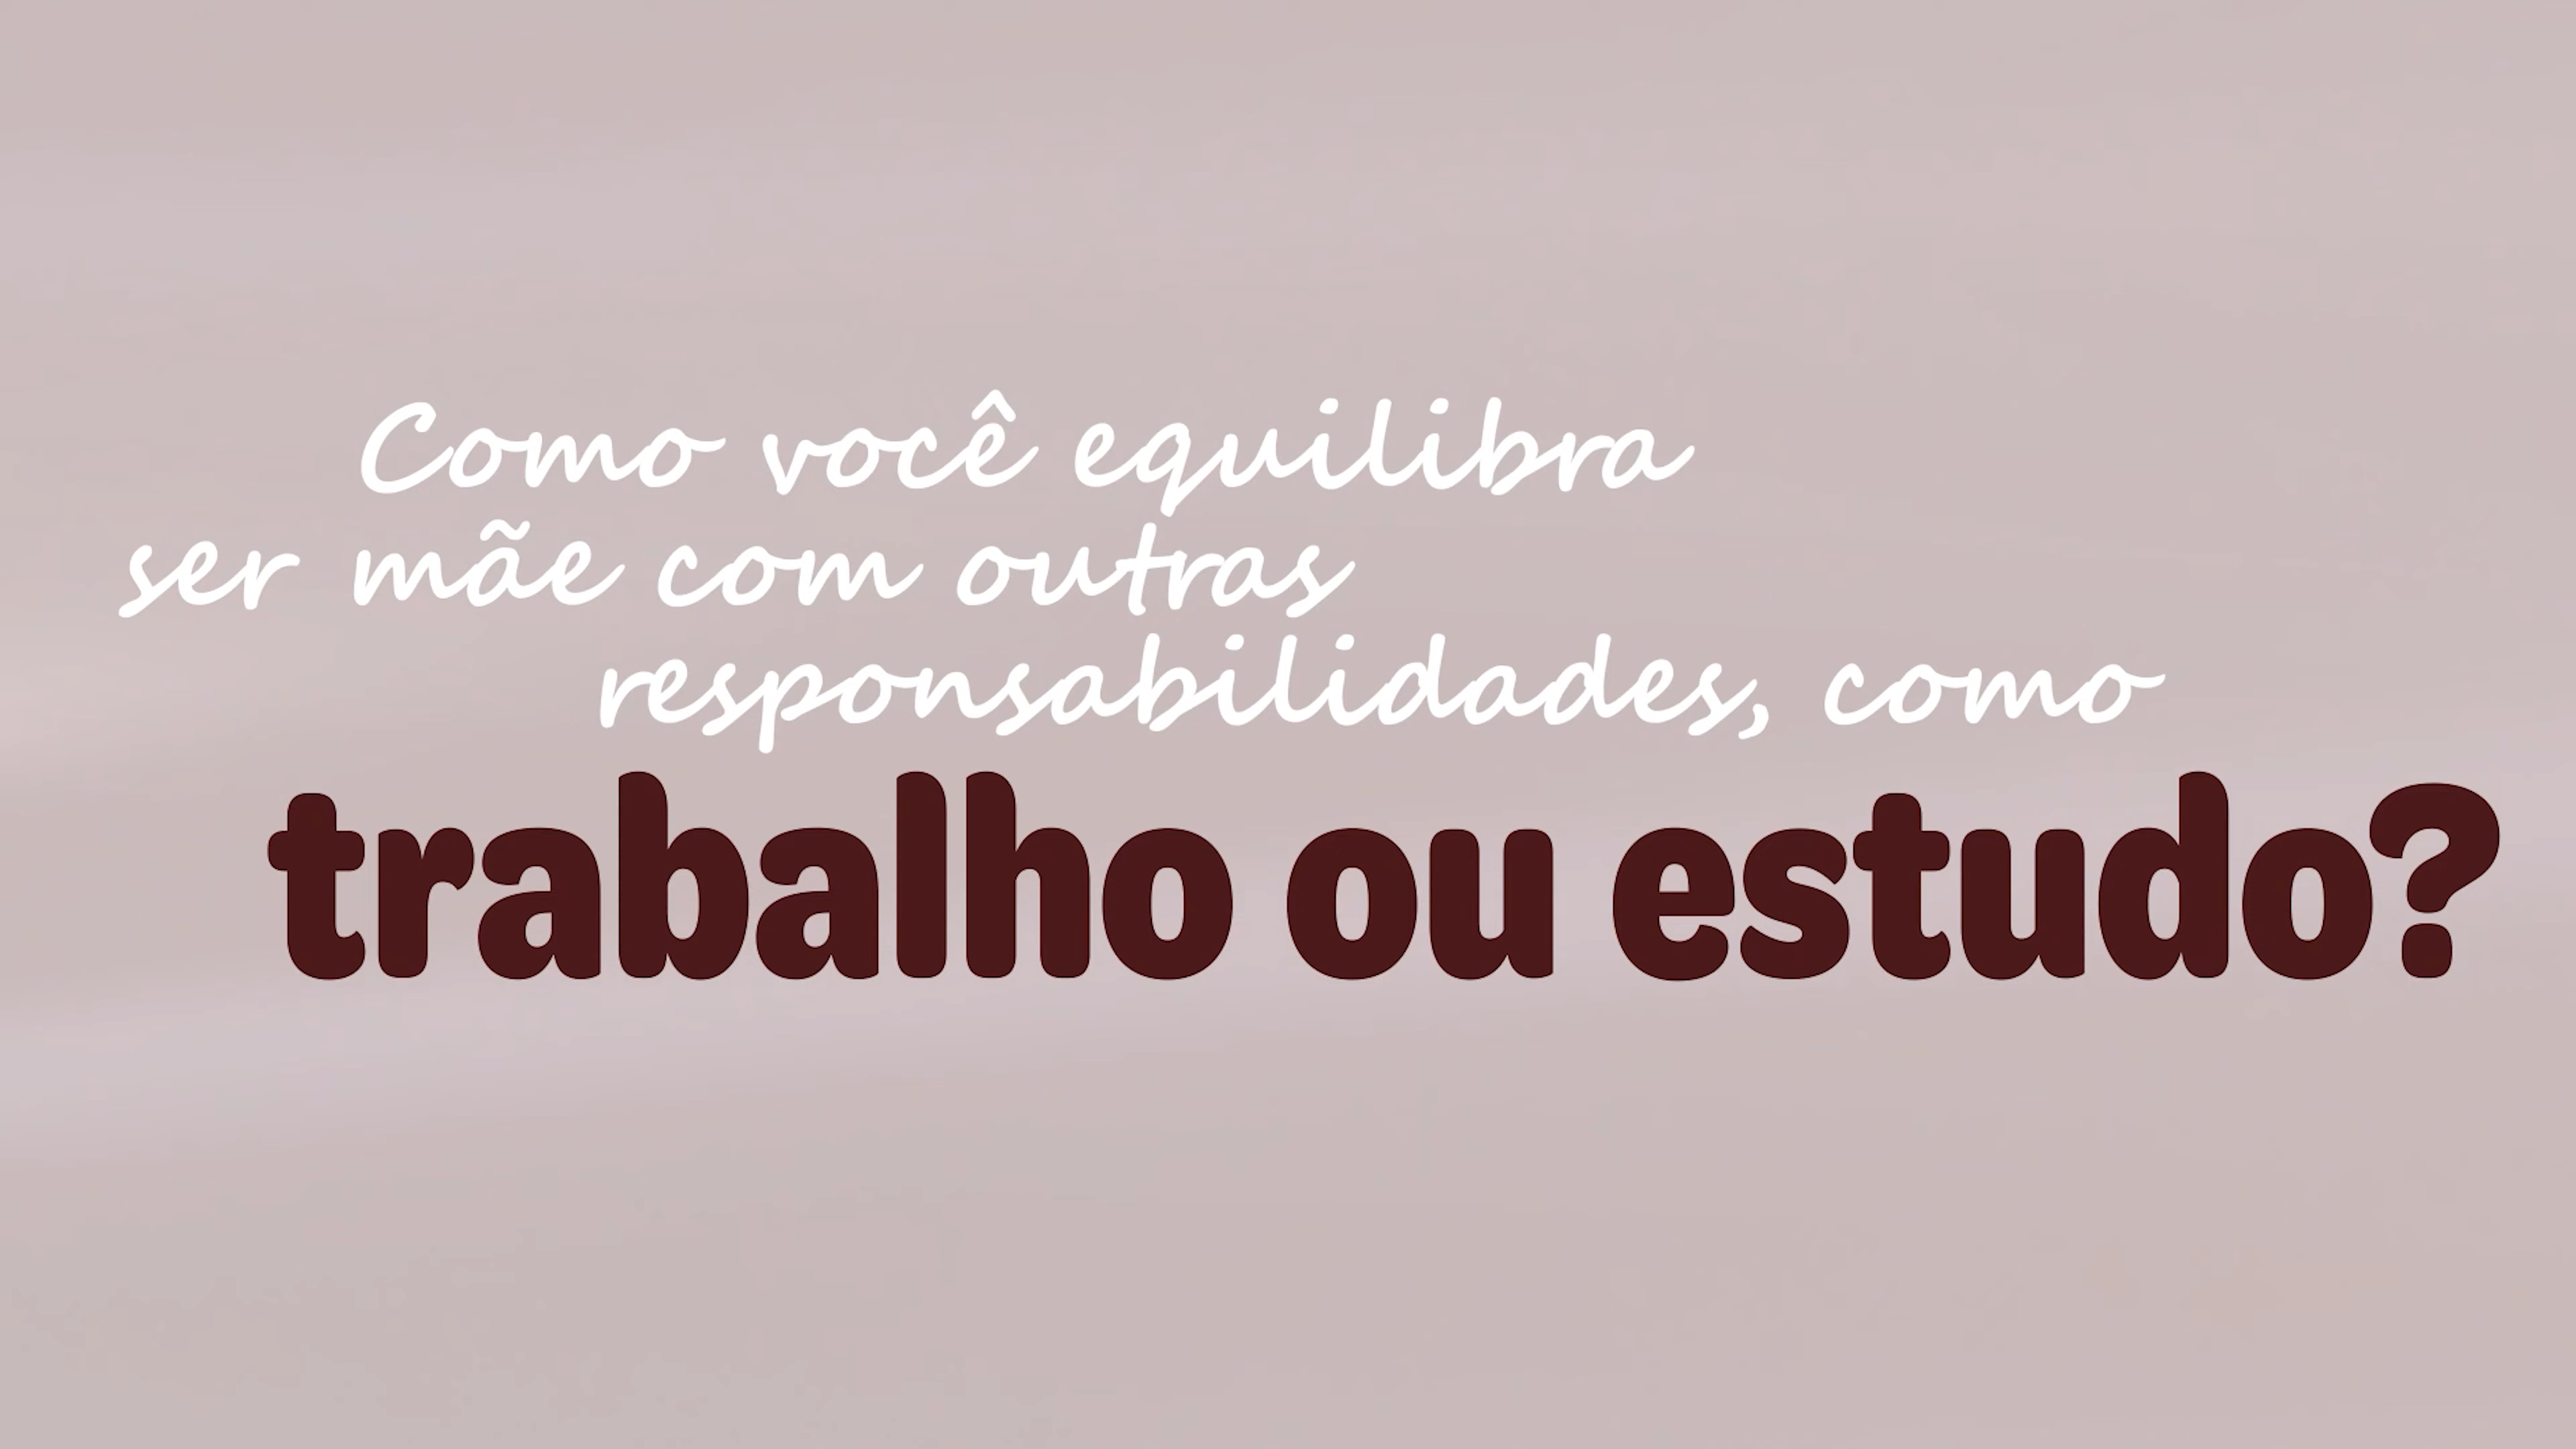 Como você equilibra
ser mãe com outras
responsabilidades, como
trabalho ou estudo?